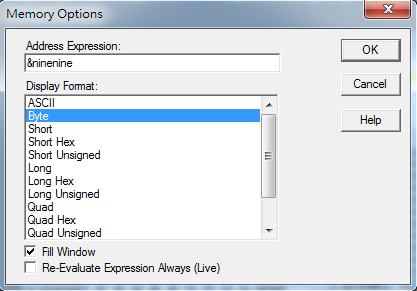 Memory Options
Address Expression:
&ninenine
OK
Display Format:
Cancel
Help
ASCII
Byte
Short
Short Hex
Short Unsigned
Long
Long Hex
Long Unsigned
Quad
Quad Hex
Quad Unsigned
Fill Window
Re-Evaluate Expression Always (Live)